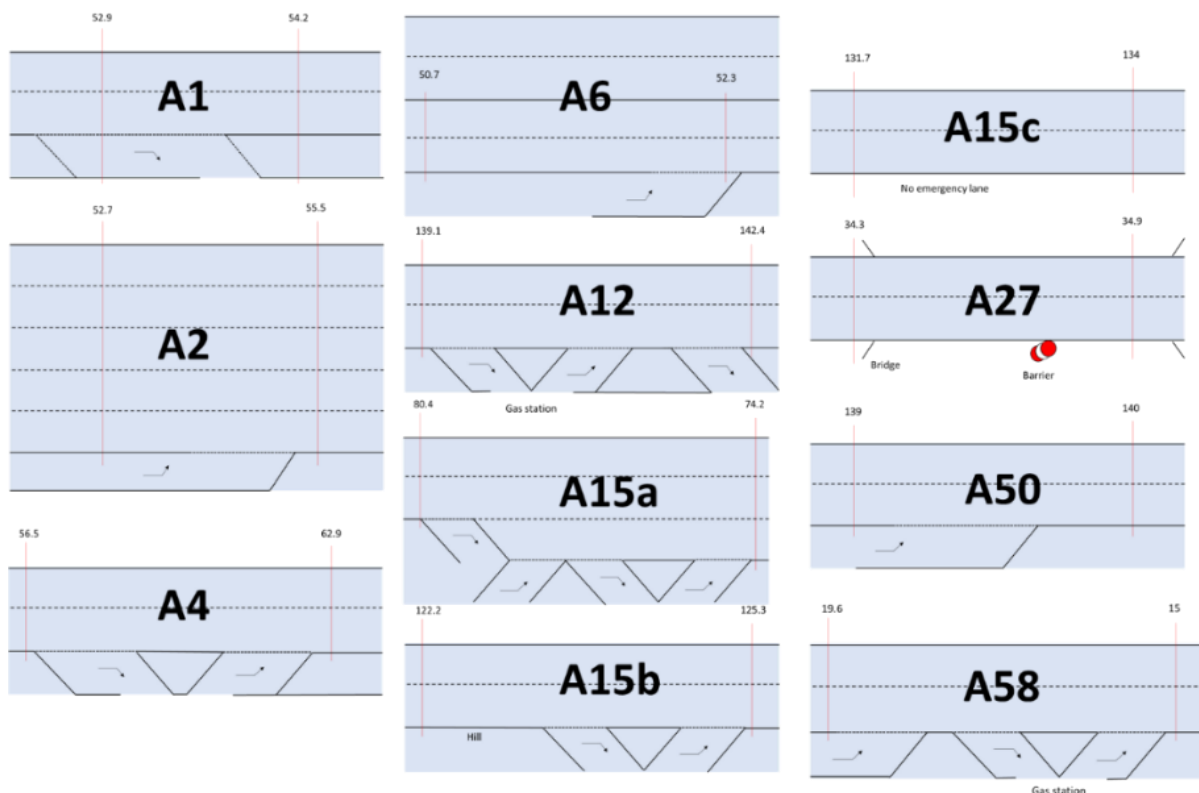 52.9 54.2
A1
52.7 55.5
A2
56.5 62.9
A4
50.7 52.3
A6
139.1 142.4
A12
Gas station
80.4 74.2
A15a
122.2 125.3
A15b
Hill
131.7 134
A15c
No emergency lane
34.3 34.9
A27
Bridge
Barrier
139 140
A50
19.6 15
A58
Gas station